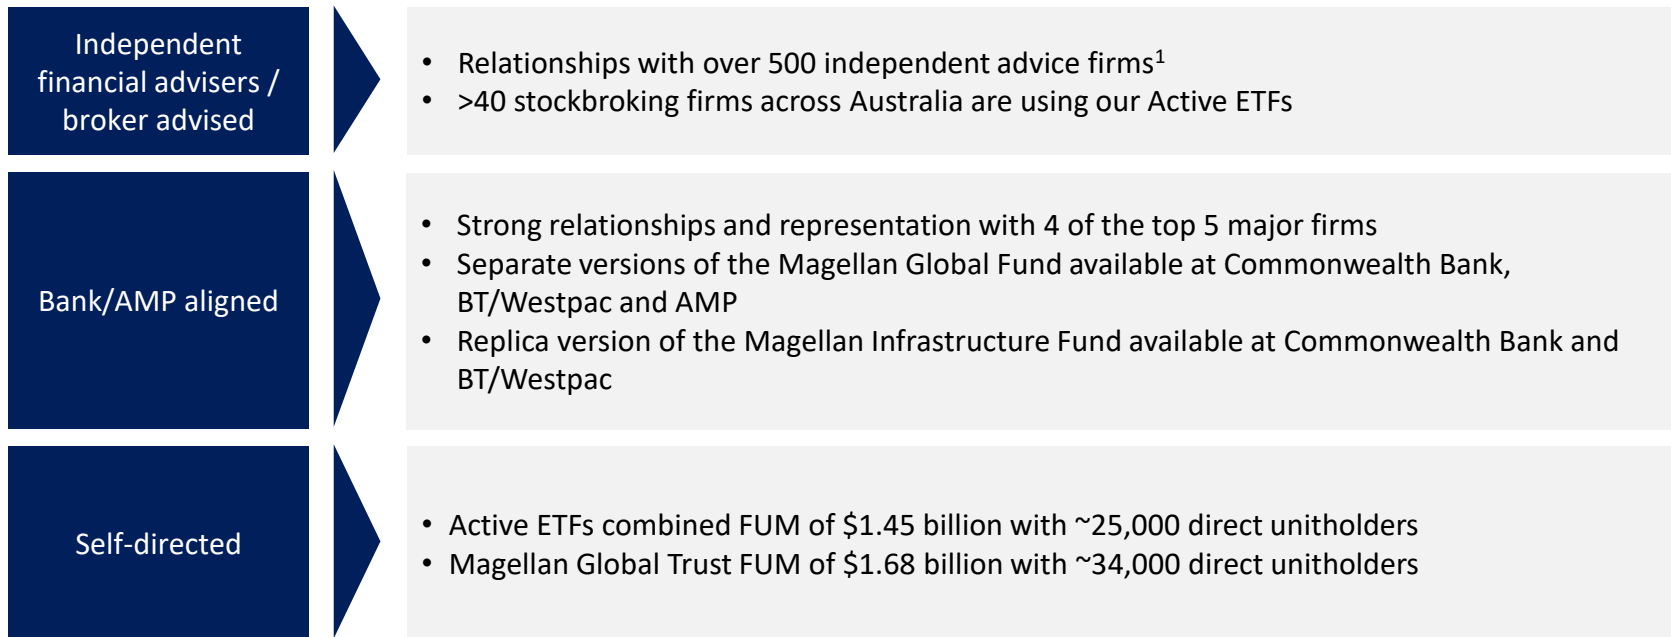 Independent
financial advisers /
broker advised
• Relationships with over 500 independent advice firms¹
• >40 stockbroking firms across Australia are using our Active ETFs
Bank/AMP aligned
• Strong relationships and representation with 4 of the top 5 major firms
• Separate versions of the Magellan Global Fund available at Commonwealth Bank,
BT/Westpac and AMP
• Replica version of the Magellan Infrastructure Fund available at Commonwealth Bank and
BT/Westpac
Self-directed
• Active ETFs combined FUM of $1.45 billion with ~25,000 direct unitholders
• Magellan Global Trust FUM of $1.68 billion with ~34,000 direct unitholders